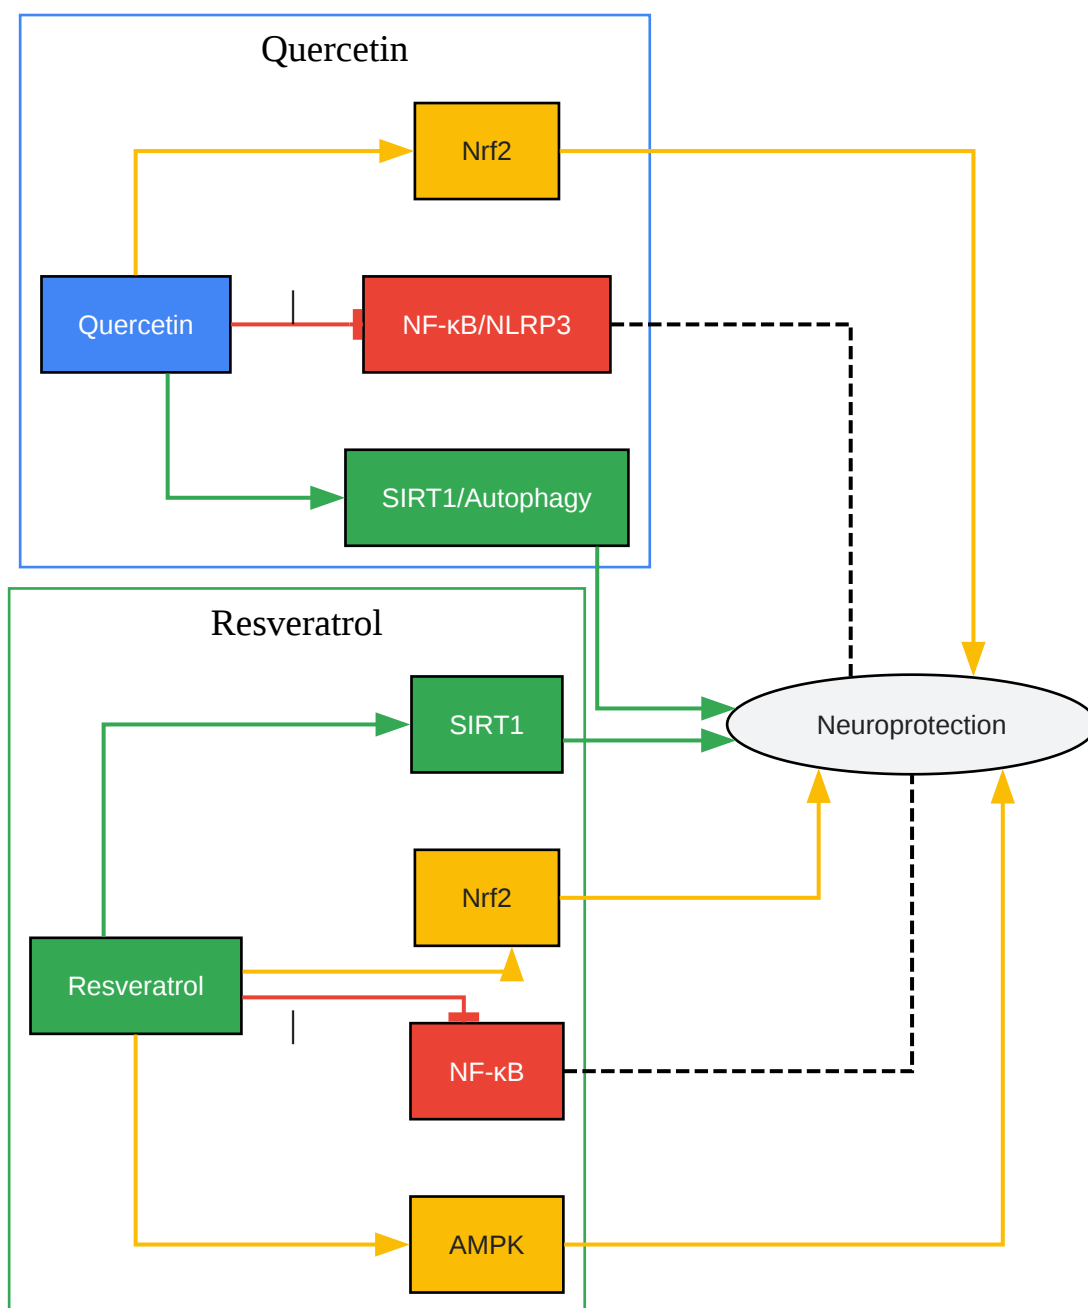 Quercetin
Nrf2
Quercetin
|
NF-κB/NLRP3
SIRT1/Autophagy
Resveratrol
SIRT1
Neuroprotection
Nrf2
Resveratrol
|
NF-κB
AMPK